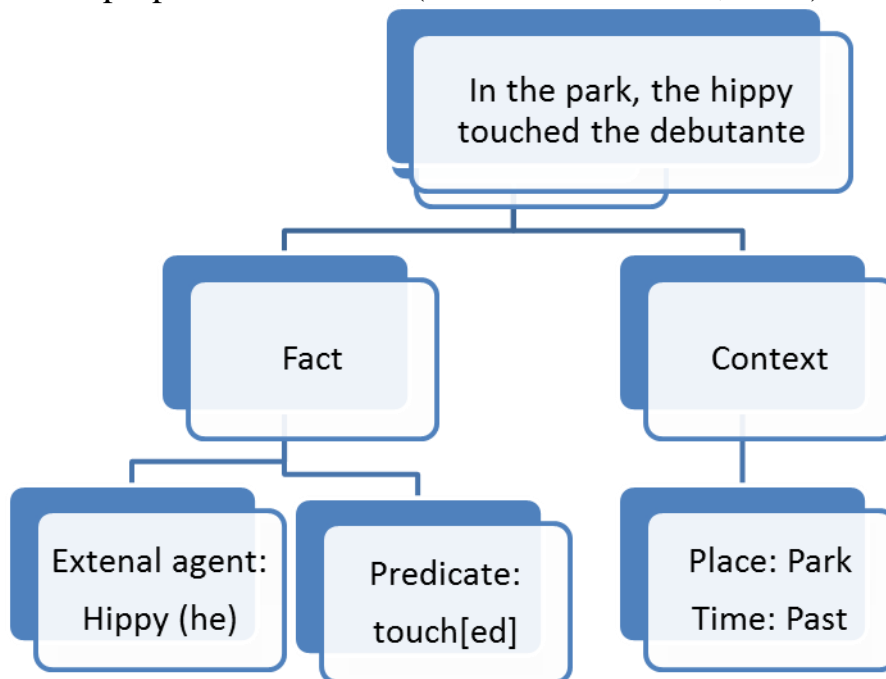 In the park, the hippy
touched the debutante
Fact
Context
Extenal agent:
Hippy (he)
Predicate:
touch[ed]
Place: Park
Time: Past